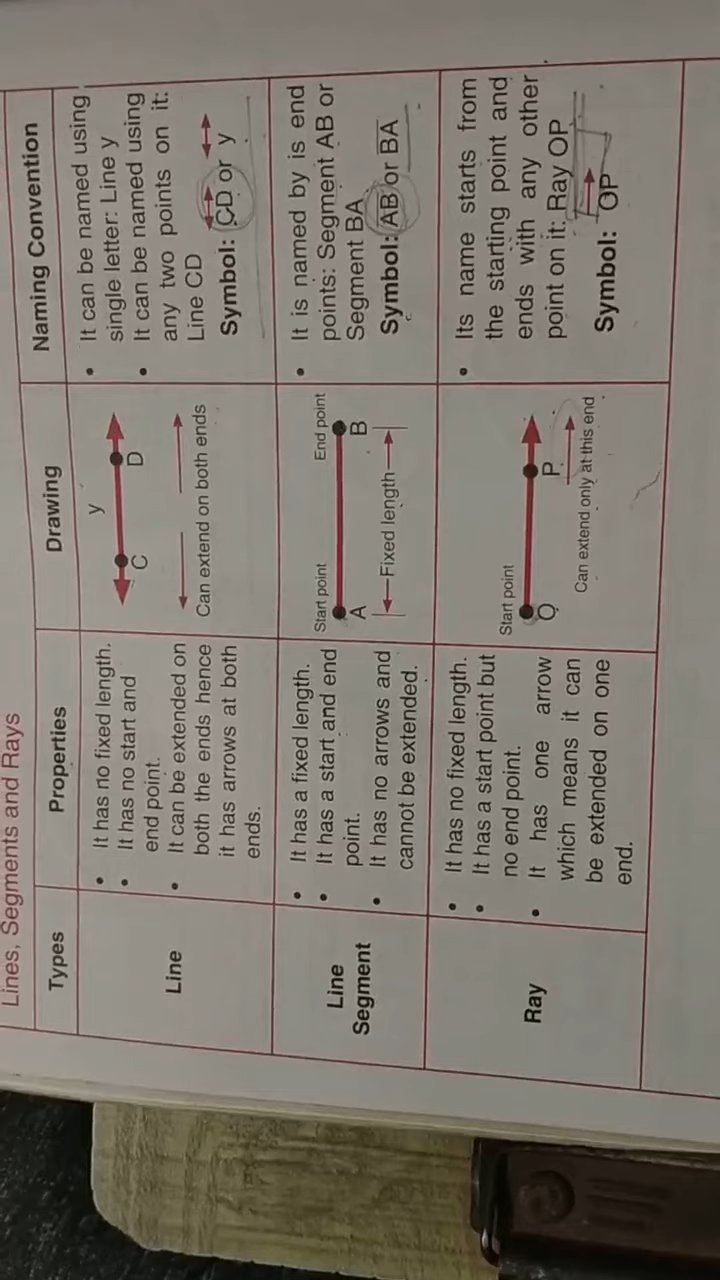 Lines, Segments and Rays
Types
Properties
Drawing
Naming Convention
Line
• It has no fixed length.
• It has no start and
end point.
• It can be extended on
both the ends hence
it has arrows at both
ends.
y
C
D
Can extend on both ends
• It can be named using
single letter: Line y
• It can be named using
any two points on it:
Line CD
Symbol: CD or y
Line
Segment
• It has a fixed length.
• It has a start and end
point.
• It has no arrows and
cannot be extended.
Start point
End point
A
B
Fixed length
• It is named by is end
points: Segment AB or
Segment BA
Symbol: AB or BA
Ray
• It has no fixed length.
• It has a start point but
no end point.
• It has one arrow
which means it can
be extended on one
end.
Start point
O
P
Can extend only at this end
• Its name starts from
the starting point and
ends with any other
point on it: Ray OP
Symbol: OP